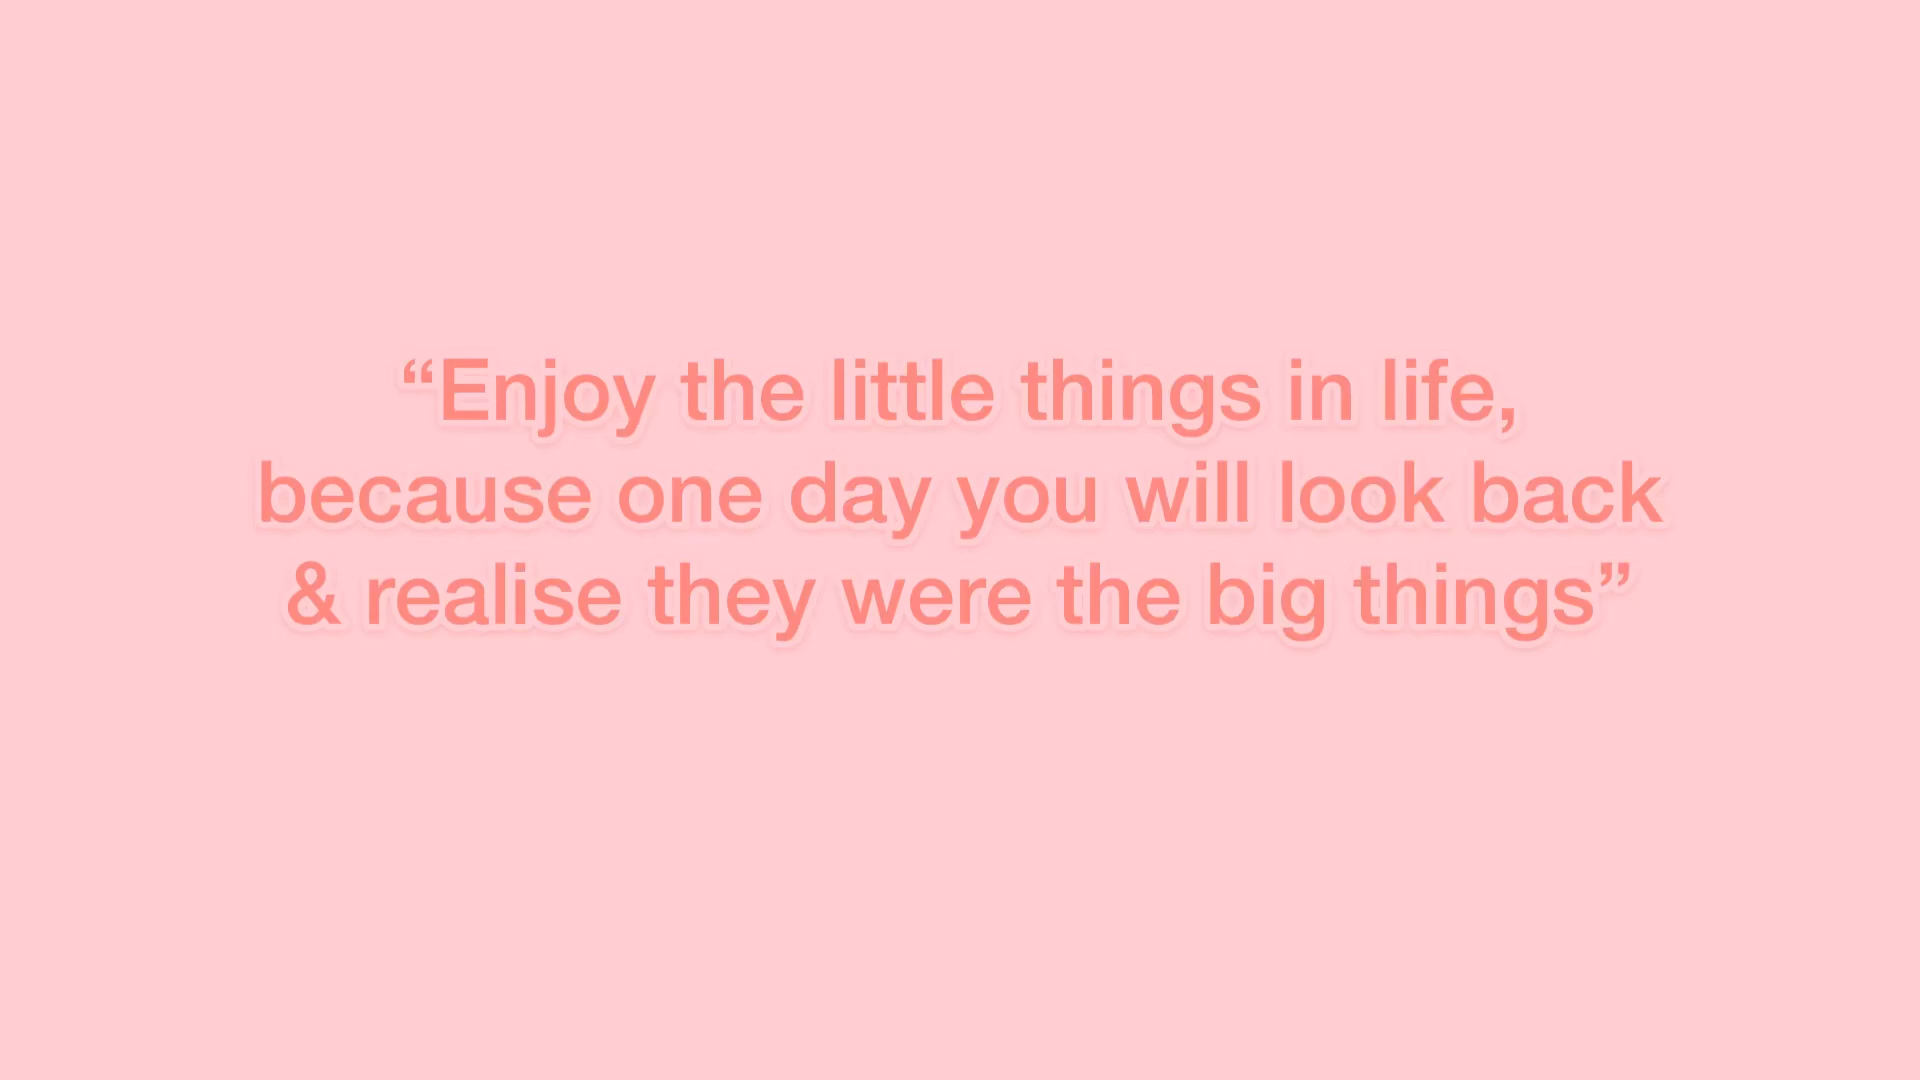 “Enjoy the little things in life,
because one day you will look back
& realise they were the big things”